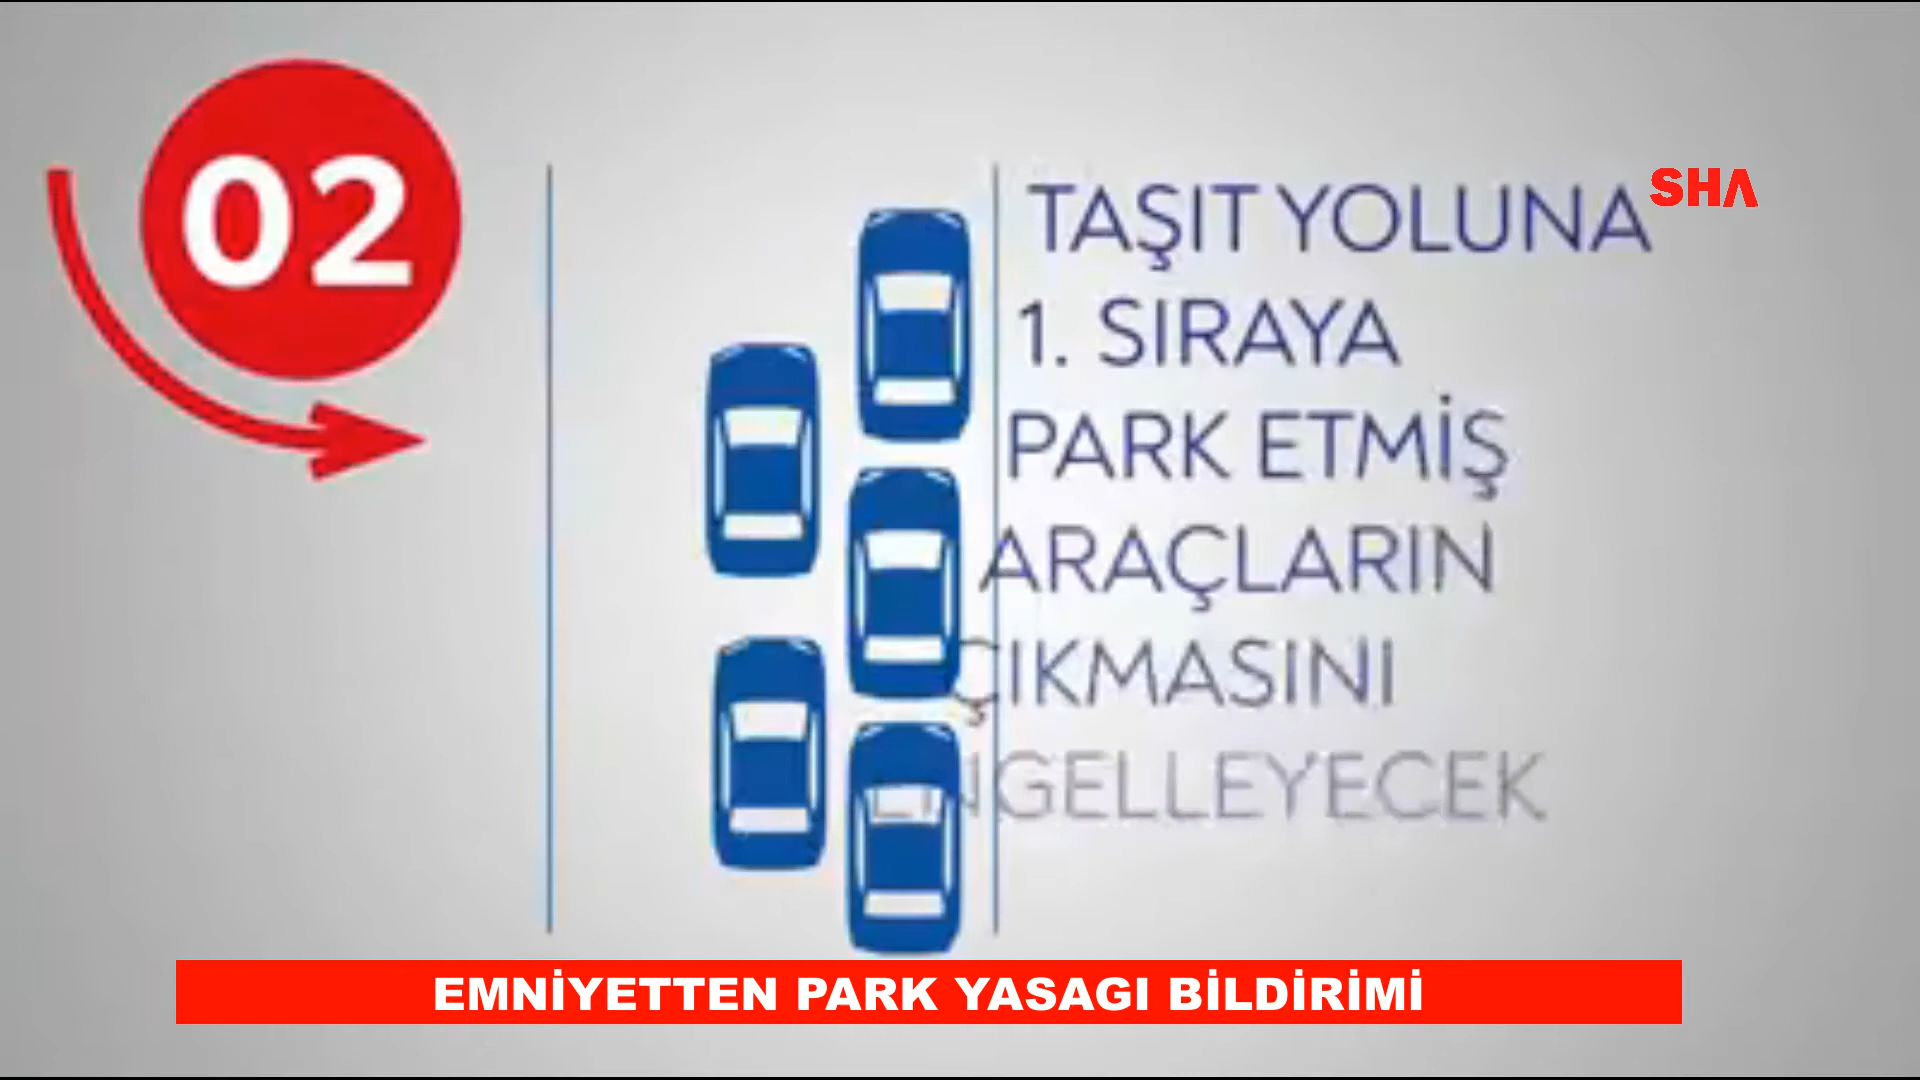 02
TAŞIT YOLUNA
SHA
1. SIRAYA
PARK ETMİŞ
ARAÇLARIN
ÇIKMASINI
ENGELLEYECEK
EMNİYETTEN PARK YASAGI BİLDİRİMİ